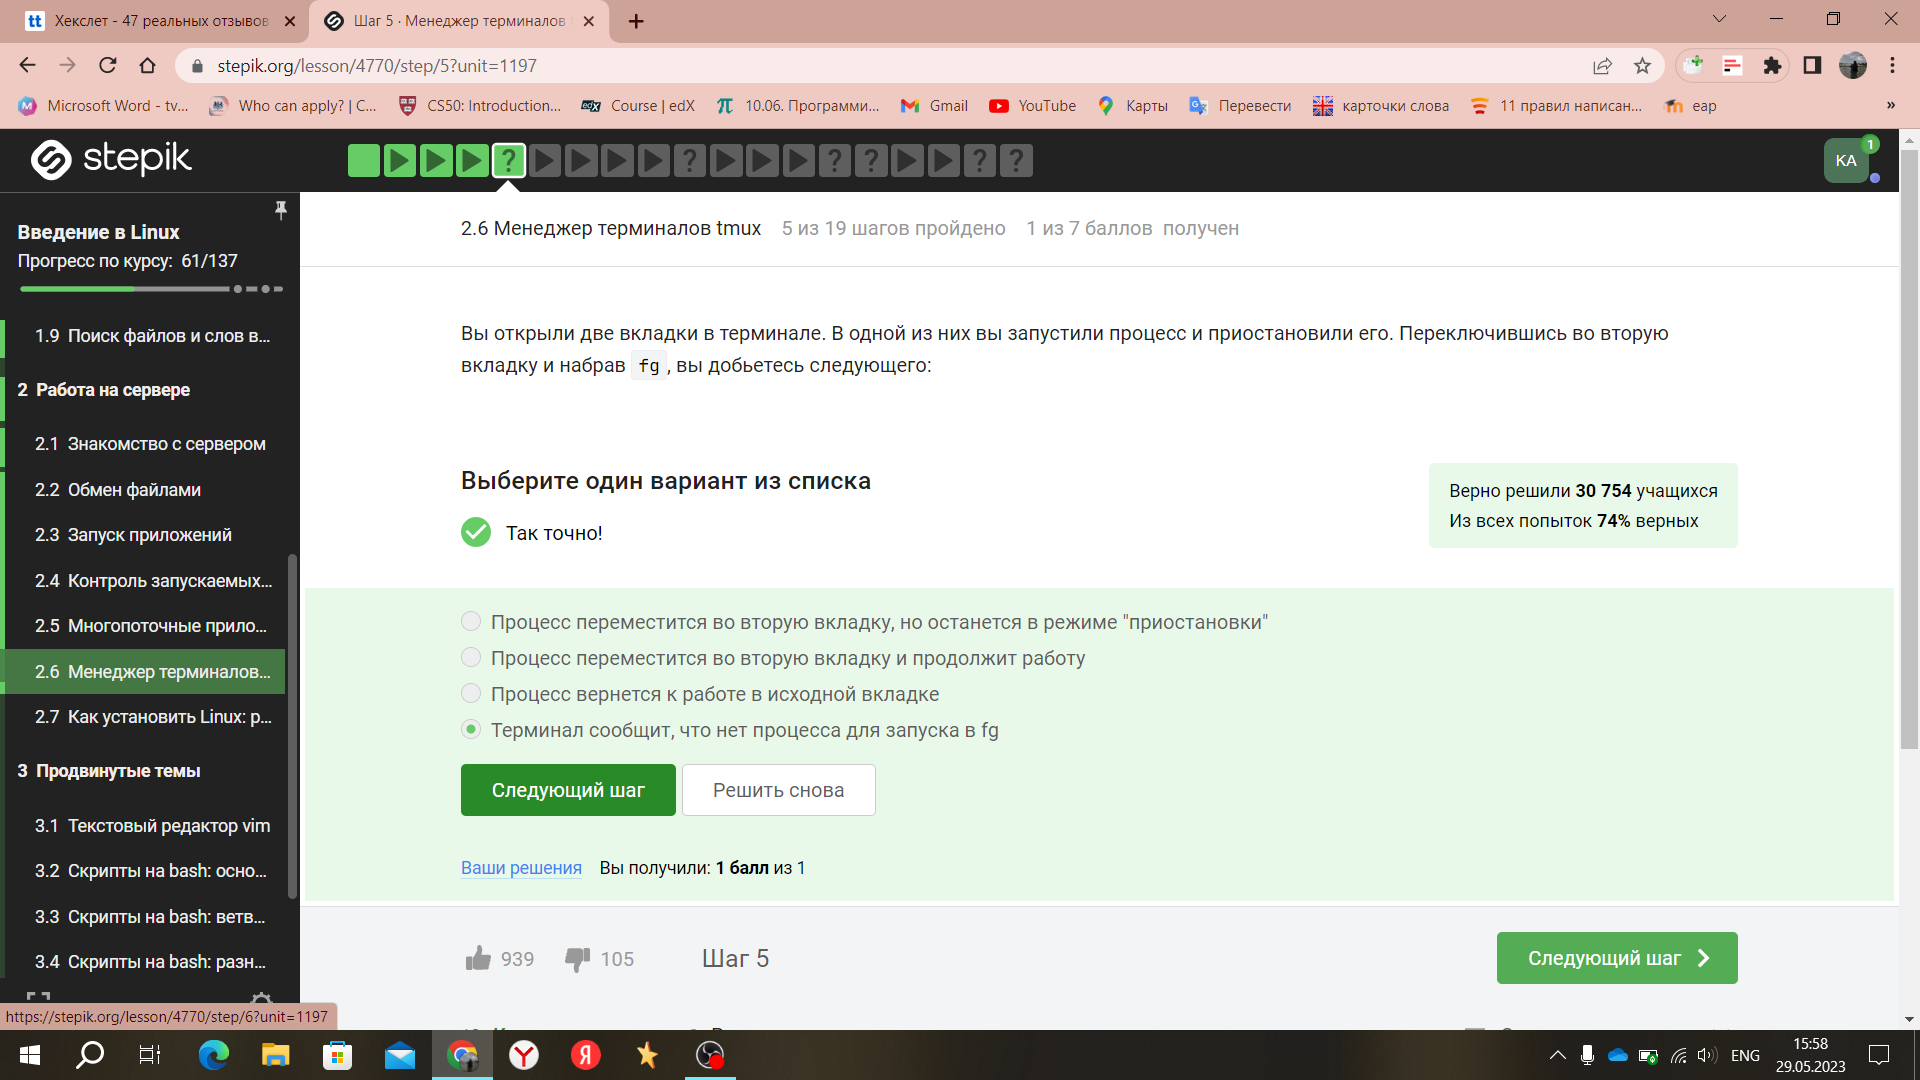 Хекслет - 47 реальных отзывов
Шаг 5 · Менеджер терминалов
stepik.org/lesson/4770/step/5?unit=1197
Microsoft Word - tv...
Who can apply? | C...
CS50: Introduction...
edX
Course | edX
10.06. Программи...
Gmail
YouTube
Карты
Перевести
карточки слова
11 правил написан...
eap
»
stepik
KA
1
Введение в Linux
Прогресс по курсу: 61/137
1.9 Поиск файлов и слов в...
2 Работа на сервере
2.1 Знакомство с сервером
2.2 Обмен файлами
2.3 Запуск приложений
2.4 Контроль запускаемых...
2.5 Многопоточные прило...
2.6 Менеджер терминалов...
2.7 Как установить Linux: р...
3 Продвинутые темы
3.1 Текстовый редактор vim
3.2 Скрипты на bash: осно...
3.3 Скрипты на bash: ветв...
3.4 Скрипты на bash: разн...
2.6 Менеджер терминалов tmux 5 из 19 шагов пройдено 1 из 7 баллов получен
Вы открыли две вкладки в терминале. В одной из них вы запустили процесс и приостановили его. Переключившись во вторую
вкладку и набрав fg , вы добьетесь следующего:
Выберите один вариант из списка
Так точно!
Верно решили 30 754 учащихся
Из всех попыток 74% верных
Процесс переместится во вторую вкладку, но останется в режиме "приостановки"
Процесс переместится во вторую вкладку и продолжит работу
Процесс вернется к работе в исходной вкладке
Терминал сообщит, что нет процесса для запуска в fg
Следующий шаг
Решить снова
Ваши решения Вы получили: 1 балл из 1
939
105
Шаг 5
Следующий шаг
https://stepik.org/lesson/4770/step/6?unit=1197
ENG
15:58
29.05.2023